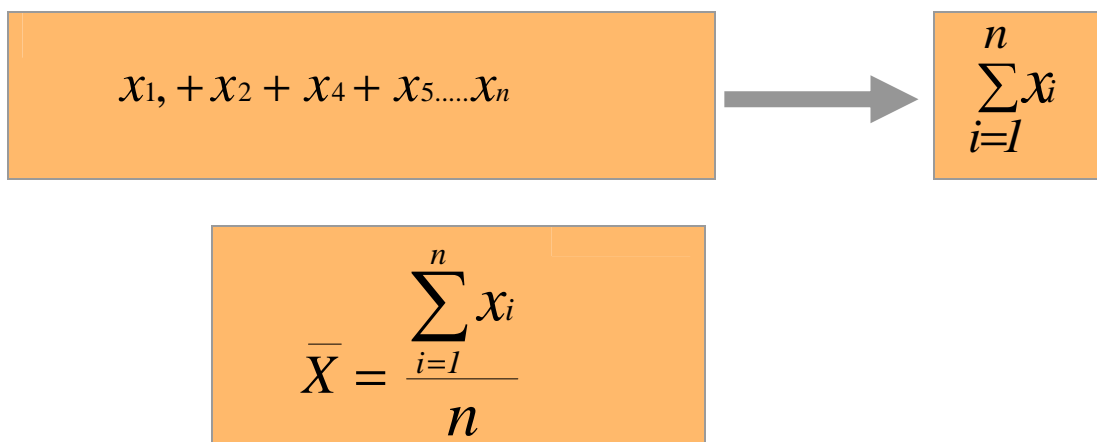 x1, + x2 + x4 + x5.....xn
n
∑xi
i=1
n
∑ xi
i=1
X̅ =
n